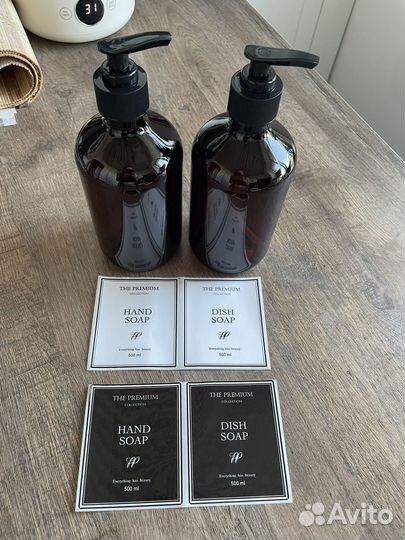 31
THE PREMIUM
COLLECTION
HAND
SOAP
Everything has beauty
500 ml
THE PREMIUM
COLLECTION
DISH
SOAP
Everything has beauty
500 ml
THE PREMIUM
COLLECTION
HAND
SOAP
Everything has beauty
500 ml
THE PREMIUM
COLLECTION
DISH
SOAP
Everything has beauty
500 ml
Avito